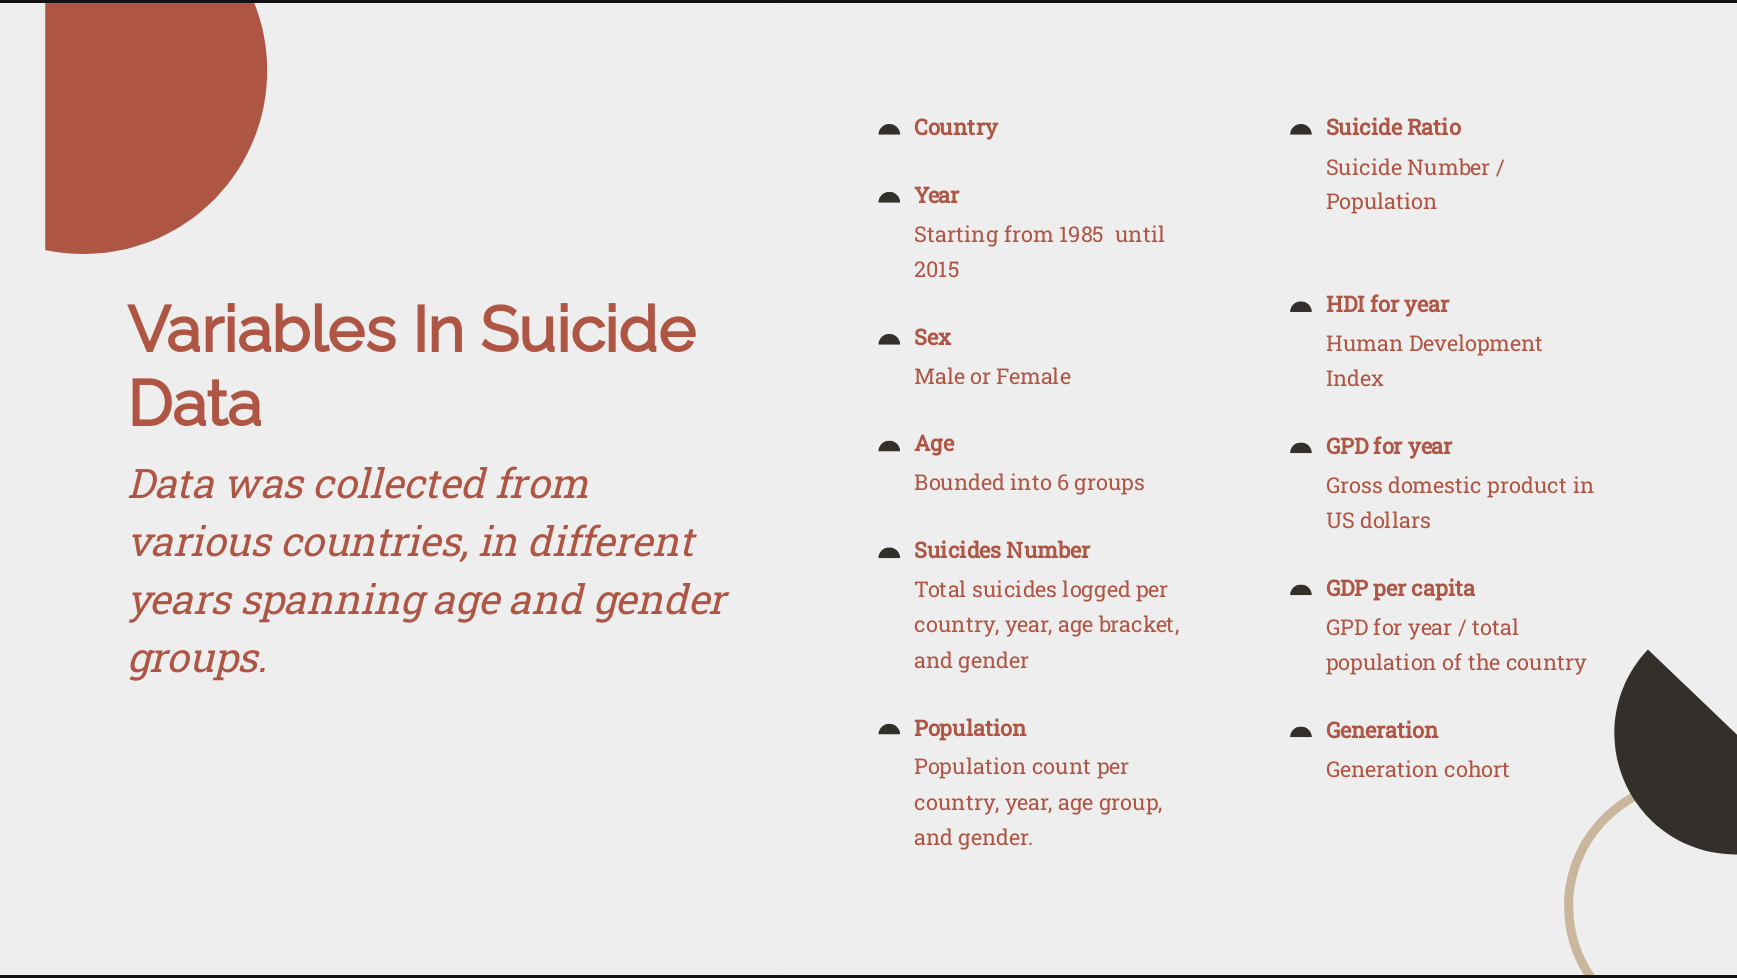 Variables In Suicide
Data
Data was collected from
various countries, in different
years spanning age and gender
groups.
Country
Year
Starting from 1985  until
2015
Sex
Male or Female
Age
Bounded into 6 groups
Suicides Number
Total suicides logged per
country, year, age bracket,
and gender
Population
Population count per
country, year, age group,
and gender.
Suicide Ratio
Suicide Number /
Population
HDI for year
Human Development
Index
GPD for year
Gross domestic product in
US dollars
GDP per capita
GPD for year / total
population of the country
Generation
Generation cohort